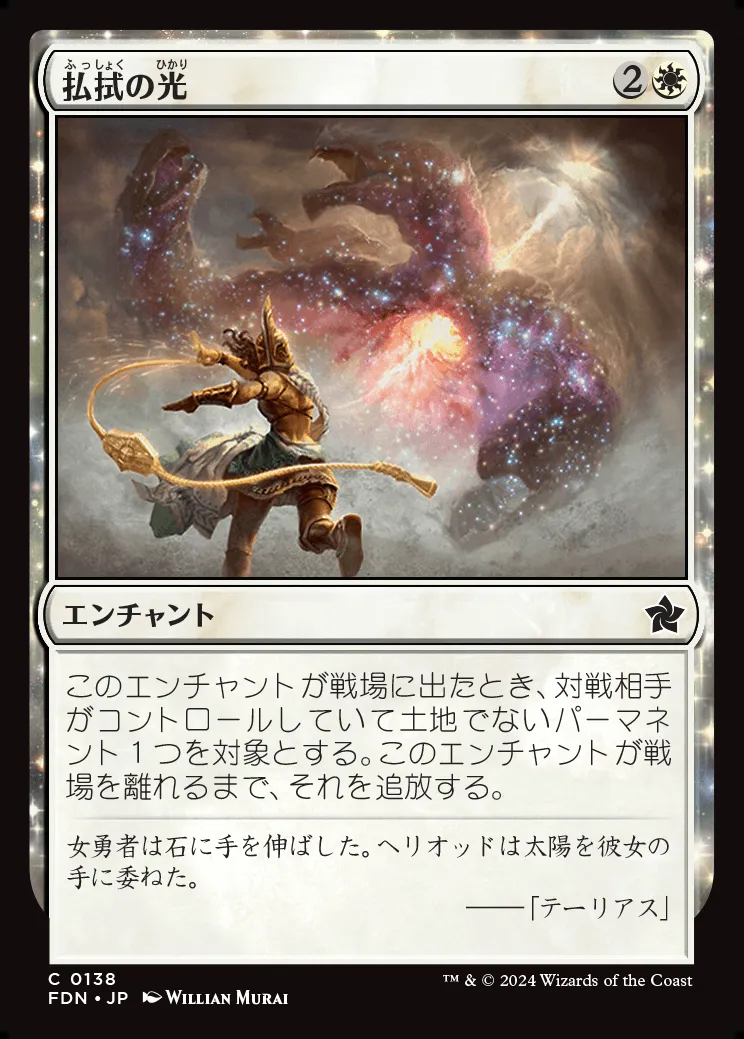 ふっしょく ひかり
払拭の光 2
エンチャント
このエンチャントが戦場に出たとき、対戦相手
がコントロールしていて土地でないパーマネ
ント1つを対象とする。このエンチャントが戦
場を離れるまで、それを追放する。
女勇者は石に手を伸ばした。ヘリオッドは太陽を彼女の
手に委ねた。
――「テーリアス」
C 0138
FDN • JP WILLIAN MURAI
™ & © 2024 Wizards of the Coast